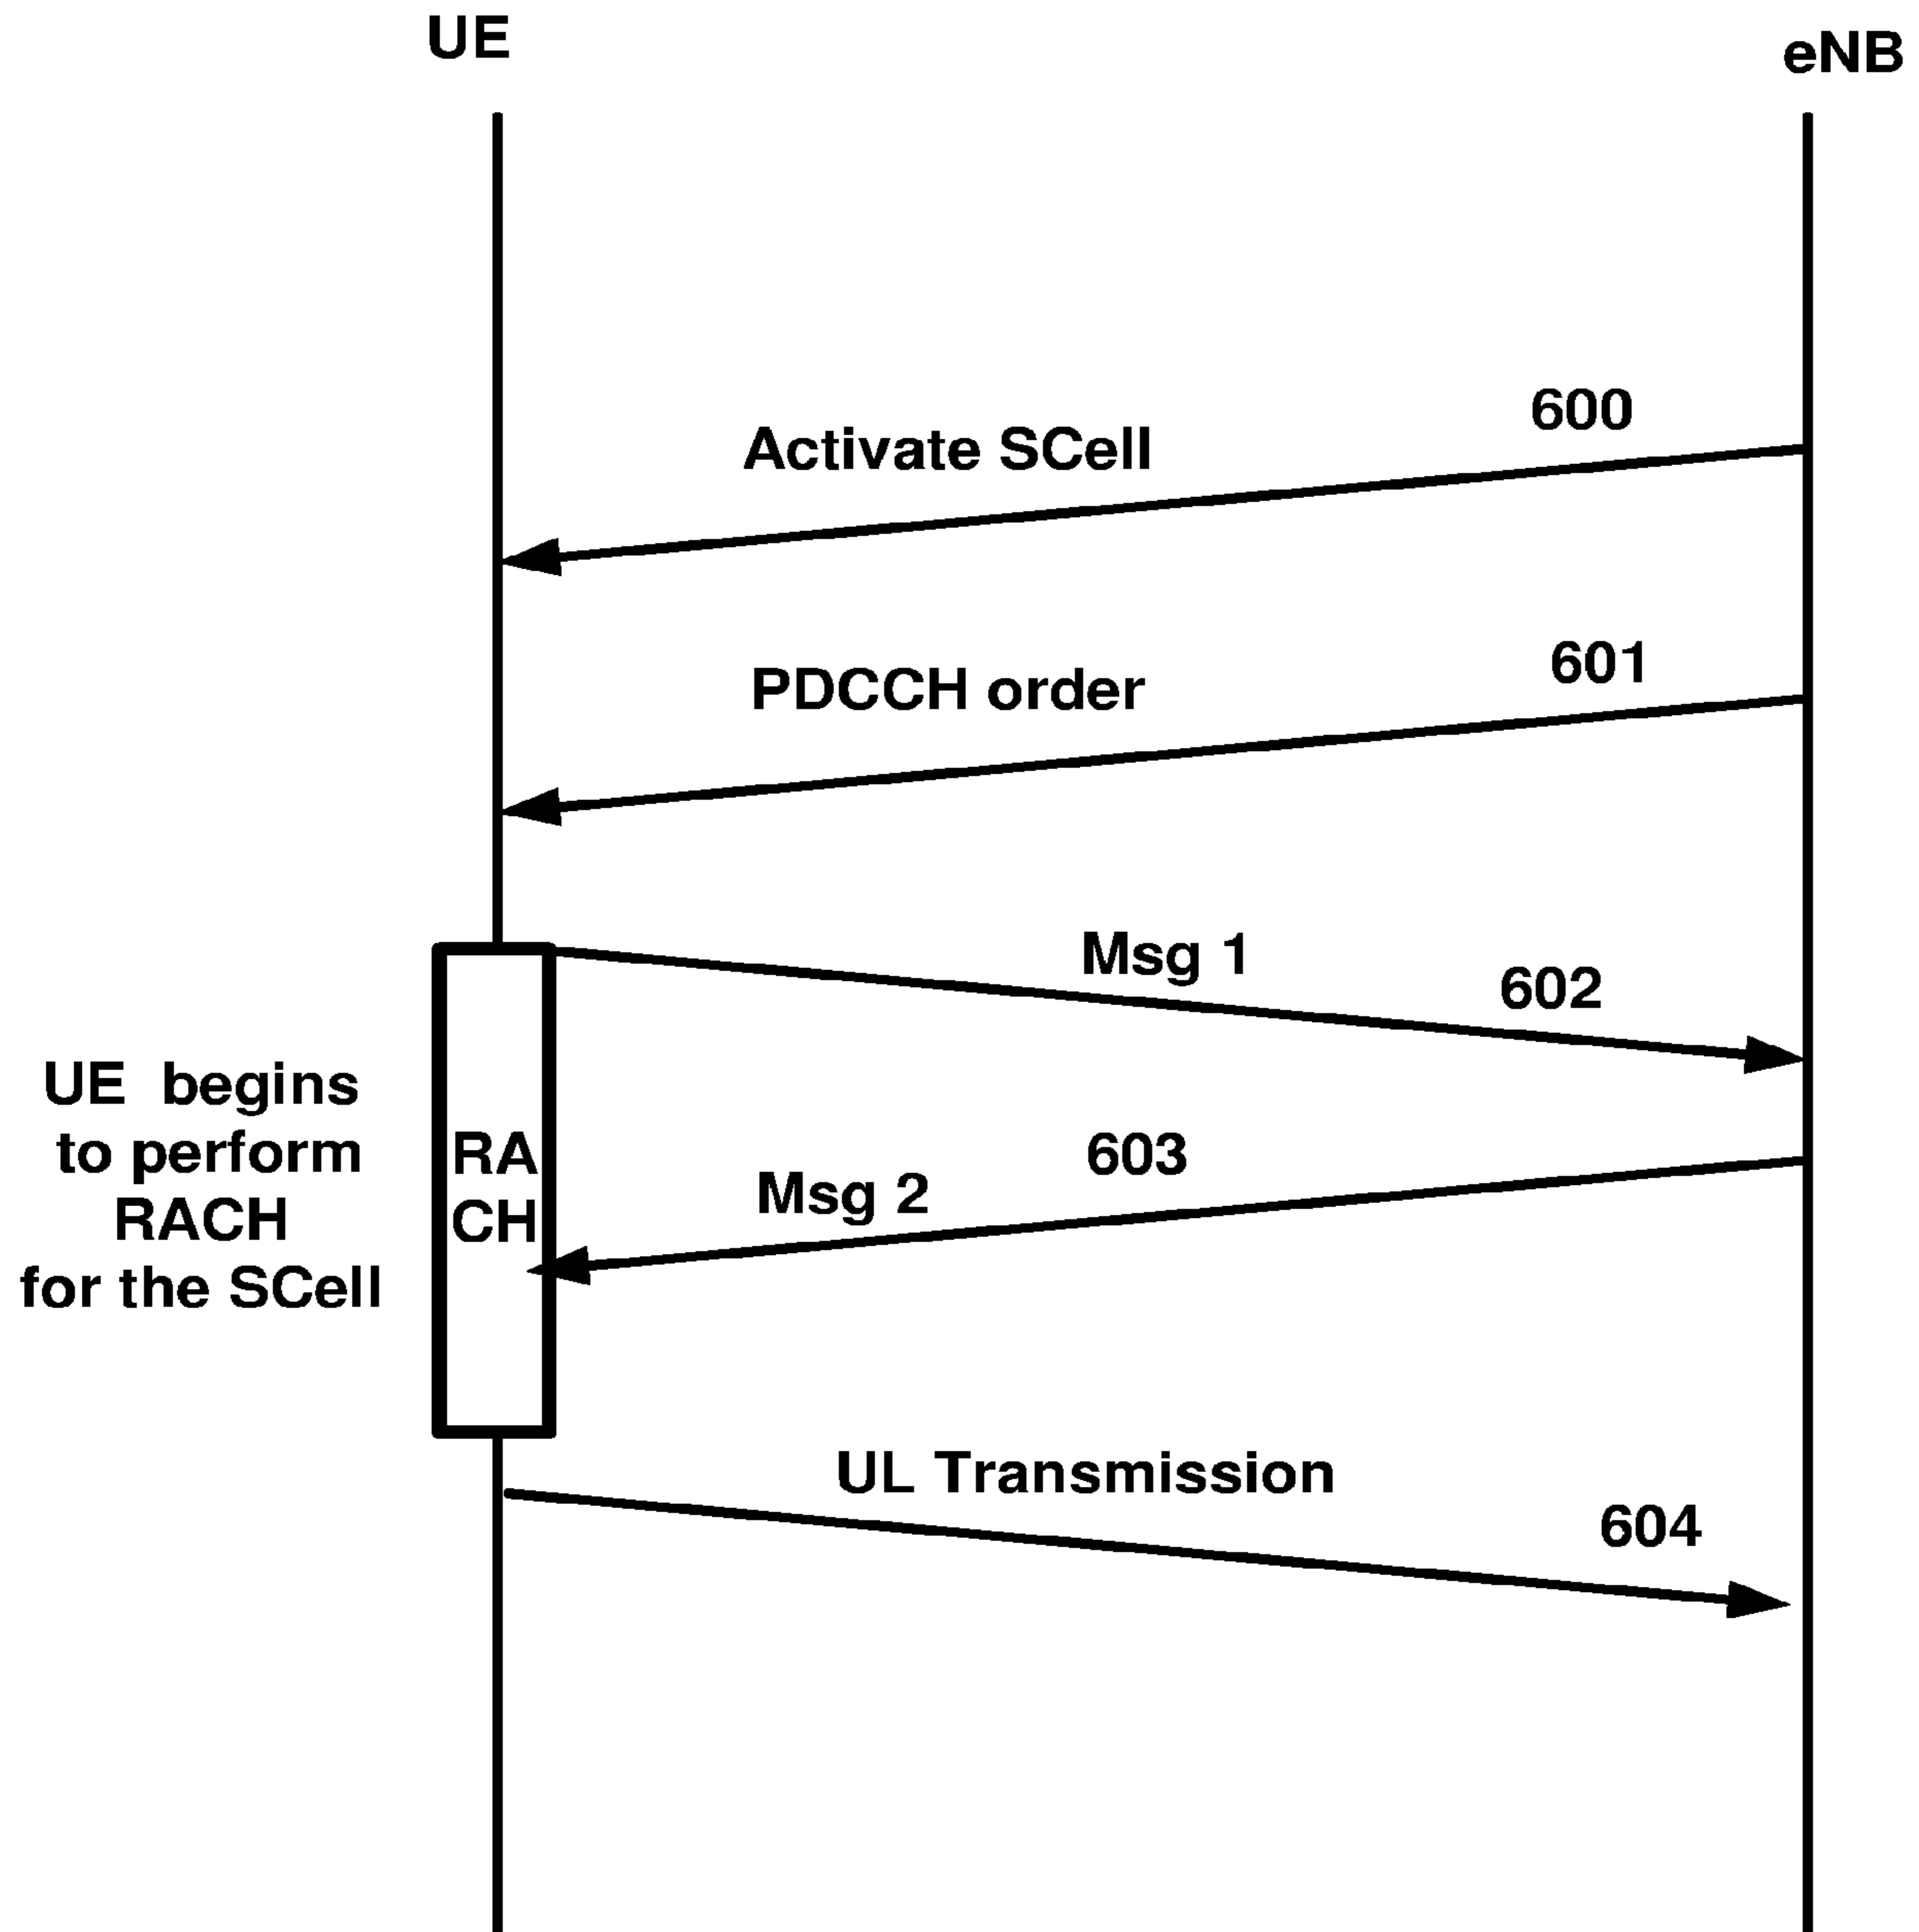 UE
eNB
600
Activate SCell
601
PDCCH order
Msg 1
602
UE begins
to perform
RACH
for the SCell
RA
CH
603
Msg 2
UL Transmission
604